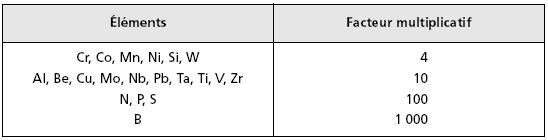 Éléments Facteur multiplicatif
Cr, Co, Mn, Ni, Si, W 4
Al, Be, Cu, Mo, Nb, Pb, Ta, Ti, V, Zr 10
N, P, S 100
B 1 000